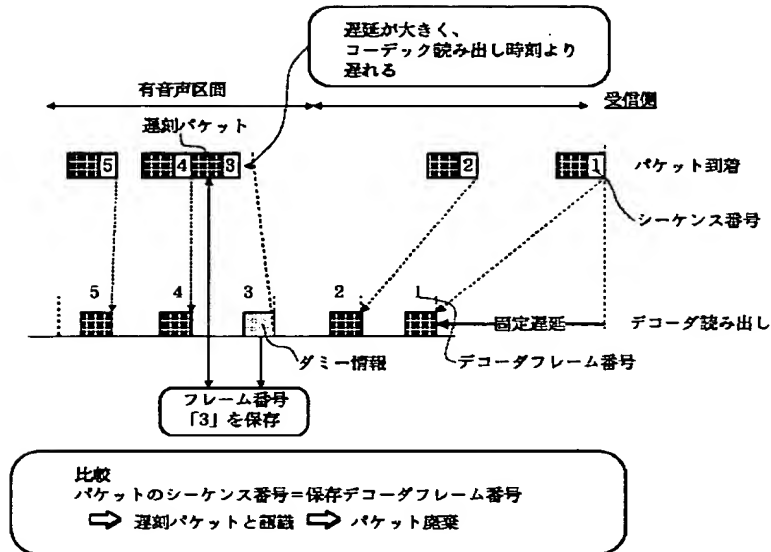 遅延が大きく、
コーデック読み出し時刻より
遅れる
有音声区間
受信側
遅刻パケット
5 4 3 2 1
パケット到着
シーケンス番号
5 4 3 2 1
固定遅延
デコーダ読み出し
ダミー情報
デコーダフレーム番号
フレーム番号
「3」を保存
比較
パケットのシーケンス番号=保存デコーダフレーム番号
⇨ 遅刻パケットと認識 ⇨ パケット廃棄